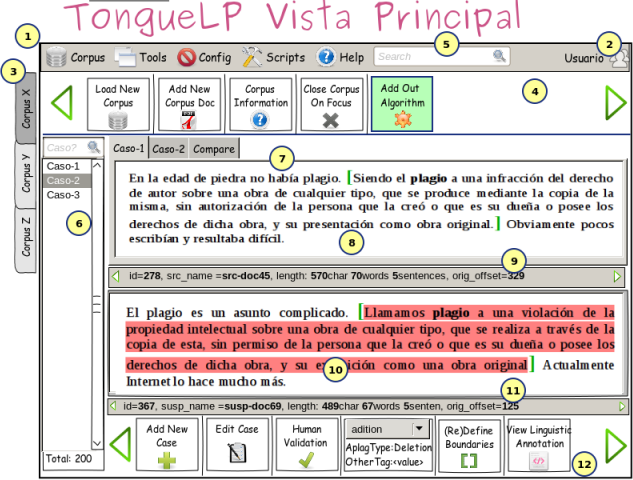 TongueLP Vista Principal
1
2
3
4
5
6
7
8
9
10
11
12
Corpus Tools Config Scripts Help Search Usuario
Corpus X
Corpus Y
Corpus Z
Load New
Corpus
Add New
Corpus Doc
Corpus
Information
Close Corpus
On Focus
Add Out
Algorithm
Caso?
Caso-1
Caso-2
Caso-3
Total: 200
Caso-1 Caso-2 Compare
En la edad de piedra no había plagio. [Siendo el plagio a una infracción del derecho
de autor sobre una obra de cualquier tipo, que se produce mediante la copia de la
misma, sin autorización de la persona que la creó o que es su dueña o posee los
derechos de dicha obra, y su presentación como obra original.] Obviamente pocos
escribían y resultaba difícil.
id=278, src_name =src-doc45, length: 570char 70words 5sentences, orig_offset=329
El plagio es un asunto complicado. [Llamamos plagio a una violación de la
propiedad intelectual sobre una obra de cualquier tipo, que se realiza a través de la
copia de esta, sin permiso de la persona que la creó o que es su dueña o posee los
derechos de dicha obra, y su como una obra original] Actualmente
Internet lo hace mucho más.
id=367, susp_name =susp-doc69, length: 489char 67words 5senten, orig_offset=125
Add New
Case
Edit Case
Human
Validation
adition
AplagType:Deletion
OtherTag:<value>
(Re)Define
Boundaries
View Linguistic
Annotation